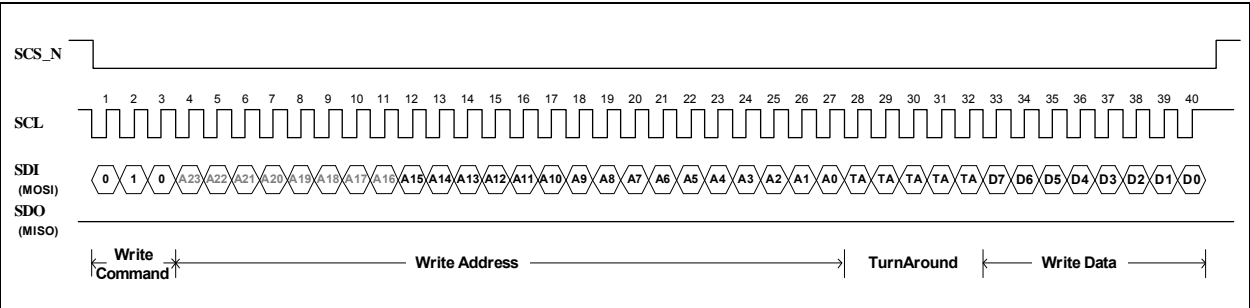 SCS_N
1 2 3 4 5 6 7 8 9 10 11 12 13 14 15 16 17 18 19 20 21 22 23 24 25 26 27 28 29 30 31 32 33 34 35 36 37 38 39 40
SCL
SDI
(MOSI)
0 1 0 A23 A22 A21 A20 A19 A18 A17 A16 A15 A14 A13 A12 A11 A10 A9 A8 A7 A6 A5 A4 A3 A2 A1 A0 TA TA TA TA TA D7 D6 D5 D4 D3 D2 D1 D0
SDO
(MISO)
Write Command
Write Address
TurnAround
Write Data